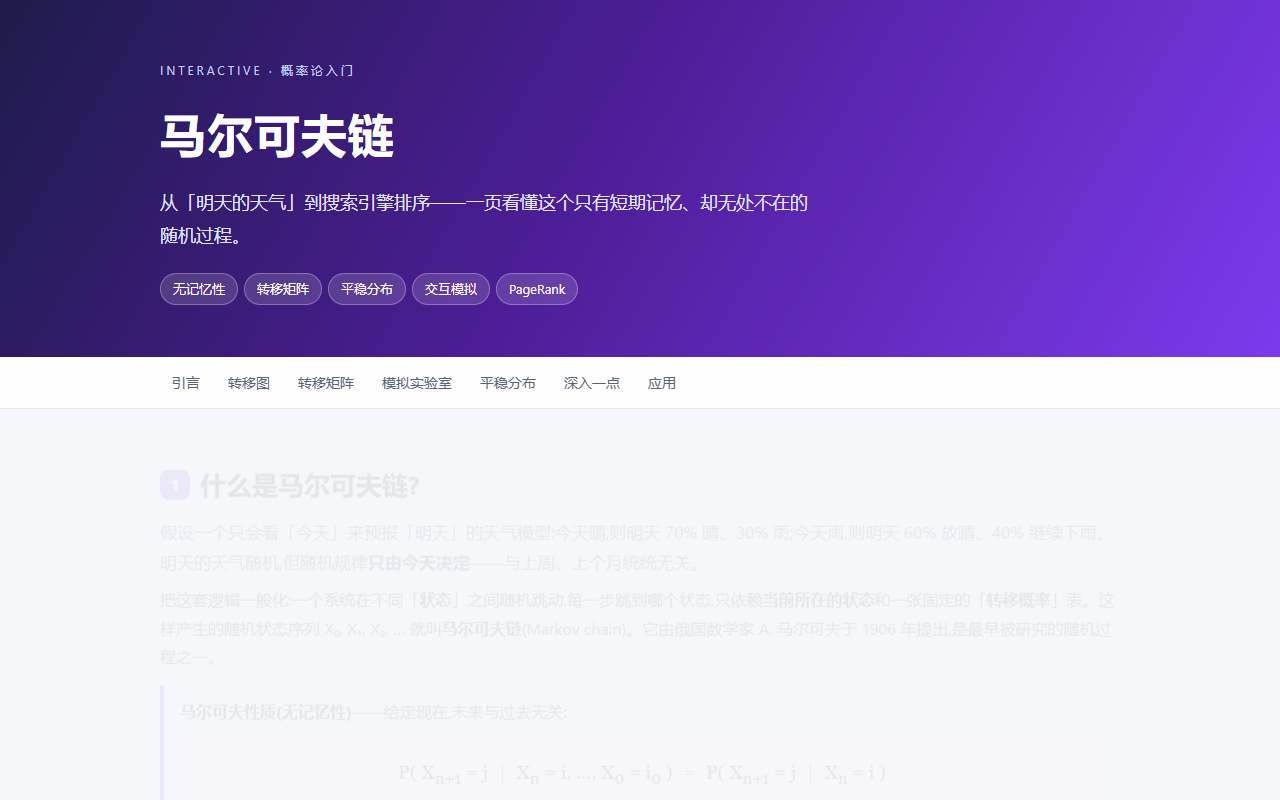 INTERACTIVE · 概率论入门
马尔可夫链
从「明天的天气」到搜索引擎排序——一页看懂这个只有短期记忆、却无处不在的
随机过程。
无记忆性 转移矩阵 平稳分布 交互模拟 PageRank
引言 转移图 转移矩阵 模拟实验室 平稳分布 深入一点 应用
1 什么是马尔可夫链?
假设一个只会看「今天」来预报「明天」的天气模型:今天晴,则明天 70% 晴、30% 雨;今天雨,则明天 60% 放晴、40% 继续下雨。
明天的天气随机,但随机规律只由今天决定——与上周、上个月统统无关。
把这套逻辑一般化:一个系统在不同「状态」之间随机跳动,每一步跳到哪个状态,只依赖当前所在的状态和一张固定的「转移概率」表。这
样产生的随机状态序列 X₀, X₁, X₂, … 就叫马尔可夫链(Markov chain)。它由俄国数学家 A. 马尔可夫于 1906 年提出,是最早被研究的随机过
程之一。
马尔可夫性质(无记忆性)——给定现在,未来与过去无关:
P( Xn+1 = j | Xn = i, …, X0 = i0 ) = P( Xn+1 = j | Xn = i )